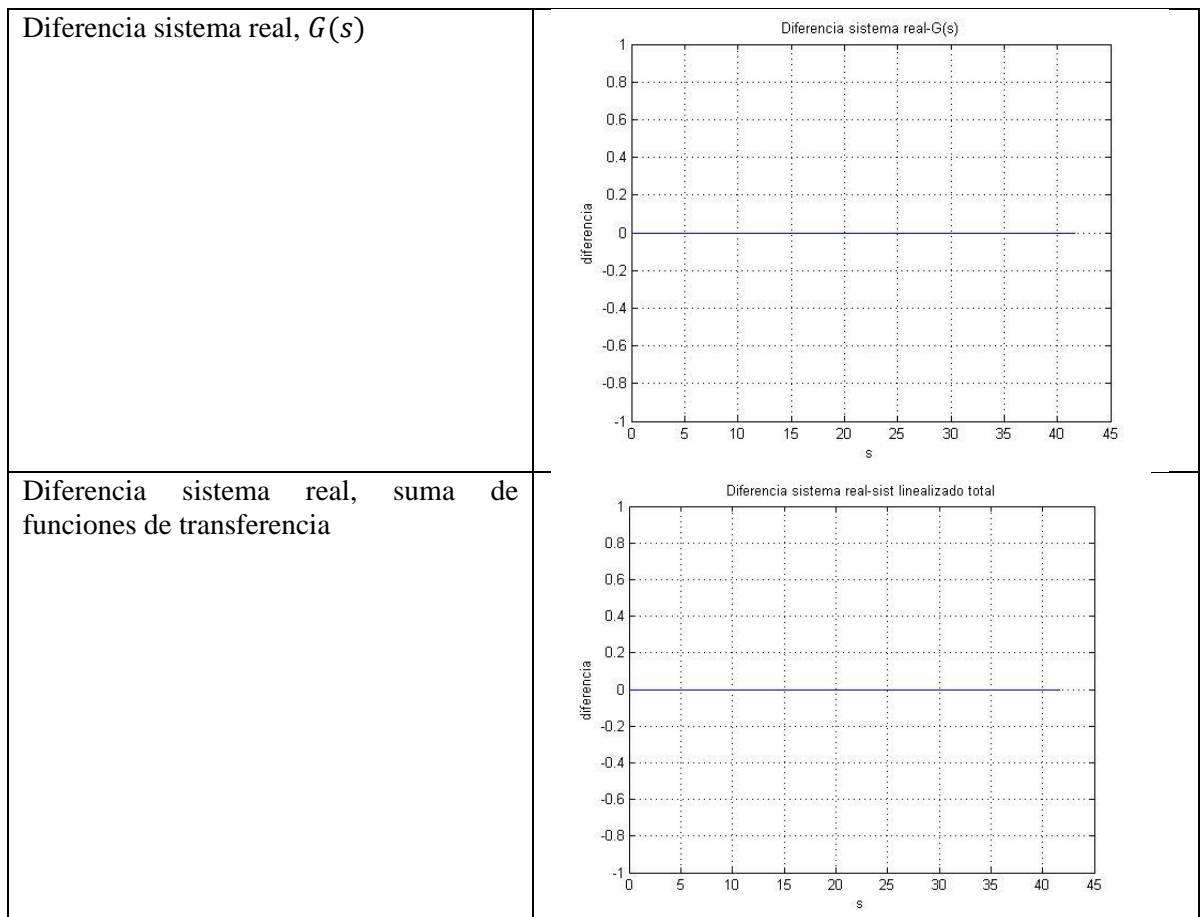 Diferencia sistema real, G(s)
Diferencia sistema real-G(s)
1
0.8
0.6
0.4
0.2
0
-0.2
-0.4
-0.6
-0.8
-1
diferencia
0 5 10 15 20 25 30 35 40 45
s
Diferencia sistema real, suma de
funciones de transferencia
Diferencia sistema real-sist linealizado total
1
0.8
0.6
0.4
0.2
0
-0.2
-0.4
-0.6
-0.8
-1
diferencia
0 5 10 15 20 25 30 35 40 45
s